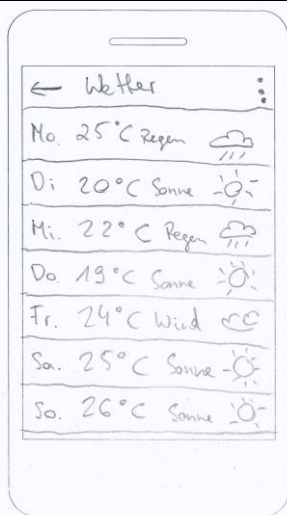 ← Wetter
Mo. 25°C Regen
Di 20°C Sonne
Mi. 22°C Regen
Do. 19°C Sonne
Fr. 24°C Wind
Sa. 25°C Sonne
So. 26°C Sonne